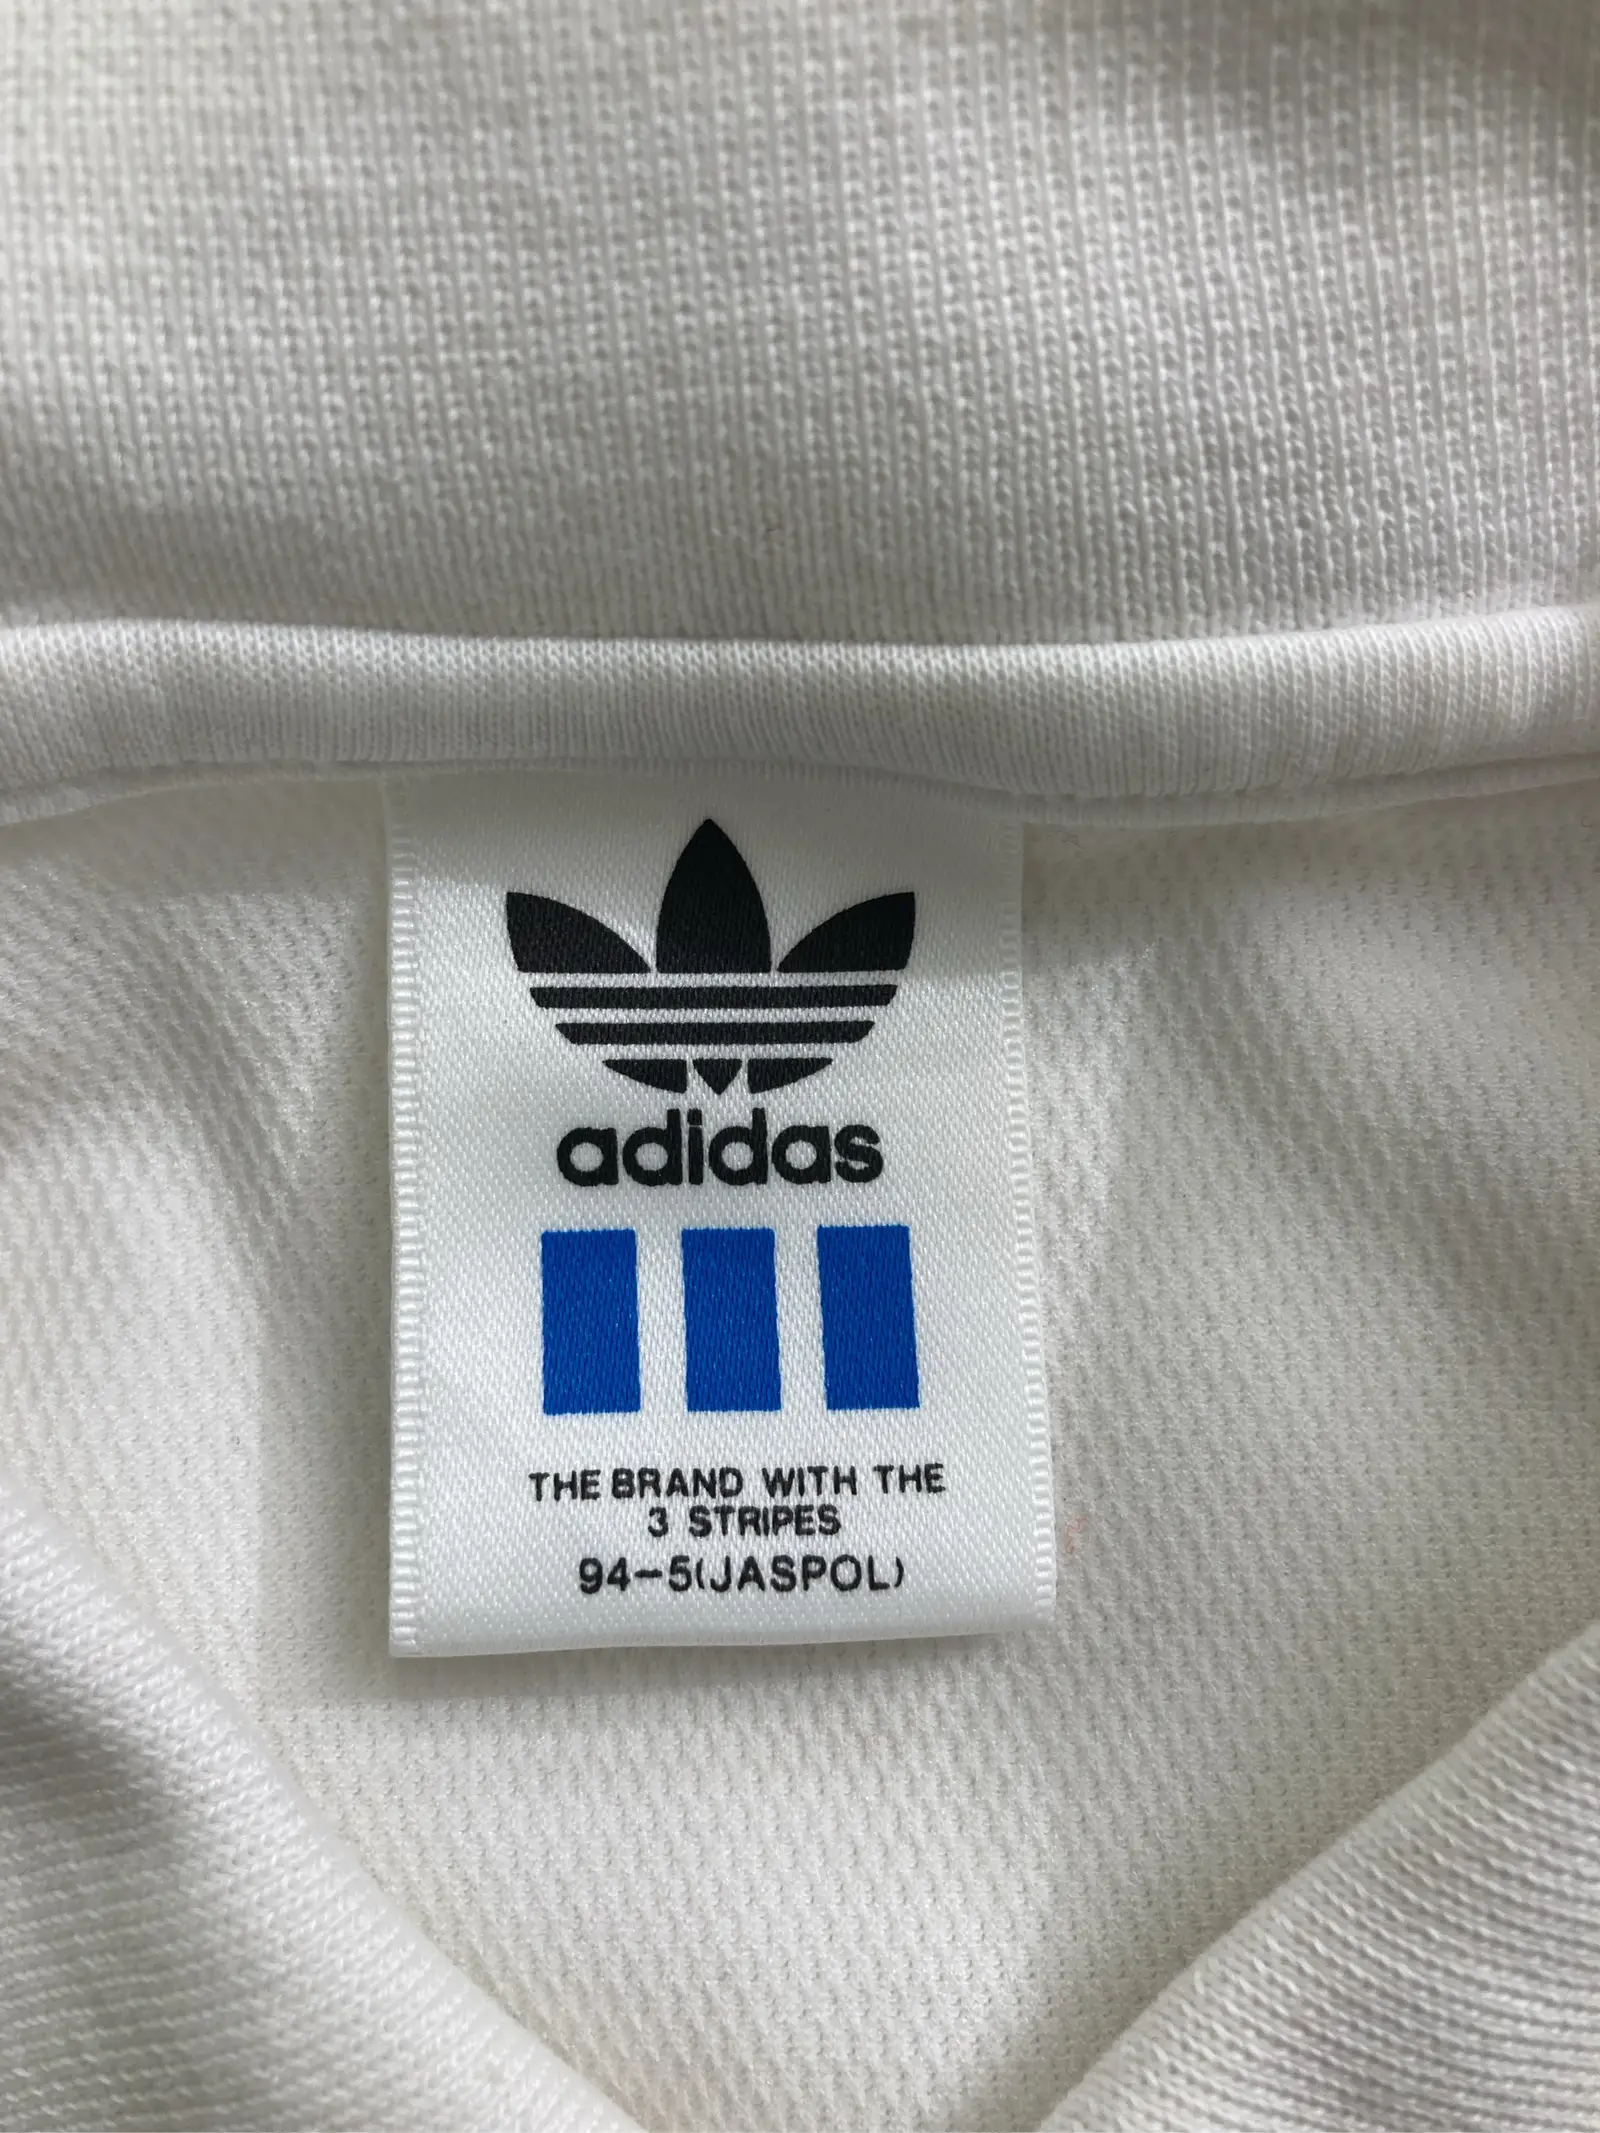 adidas
THE BRAND WITH THE
3 STRIPES
94-5(JASPOL)